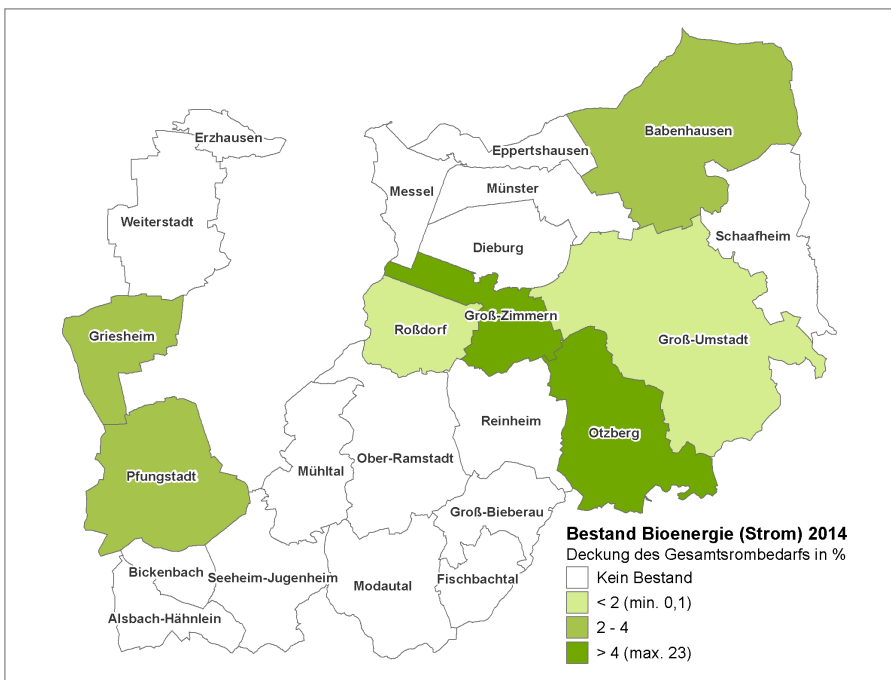 Erzhausen
Babenhausen
Eppertshausen
Messel
Münster
Weiterstadt
Schaafheim
Dieburg
Groß-Zimmern
Roßdorf
Griesheim
Groß-Umstadt
Reinheim
Otzberg
Ober-Ramstadt
Mühltal
Pfungstadt
Groß-Bieberau
Bickenbach
Seeheim-Jugenheim
Modautal
Fischbachtal
Alsbach-Hähnlein
Bestand Bioenergie (Strom) 2014
Deckung des Gesamtsrombedarfs in %
Kein Bestand
< 2 (min. 0,1)
2 - 4
> 4 (max. 23)